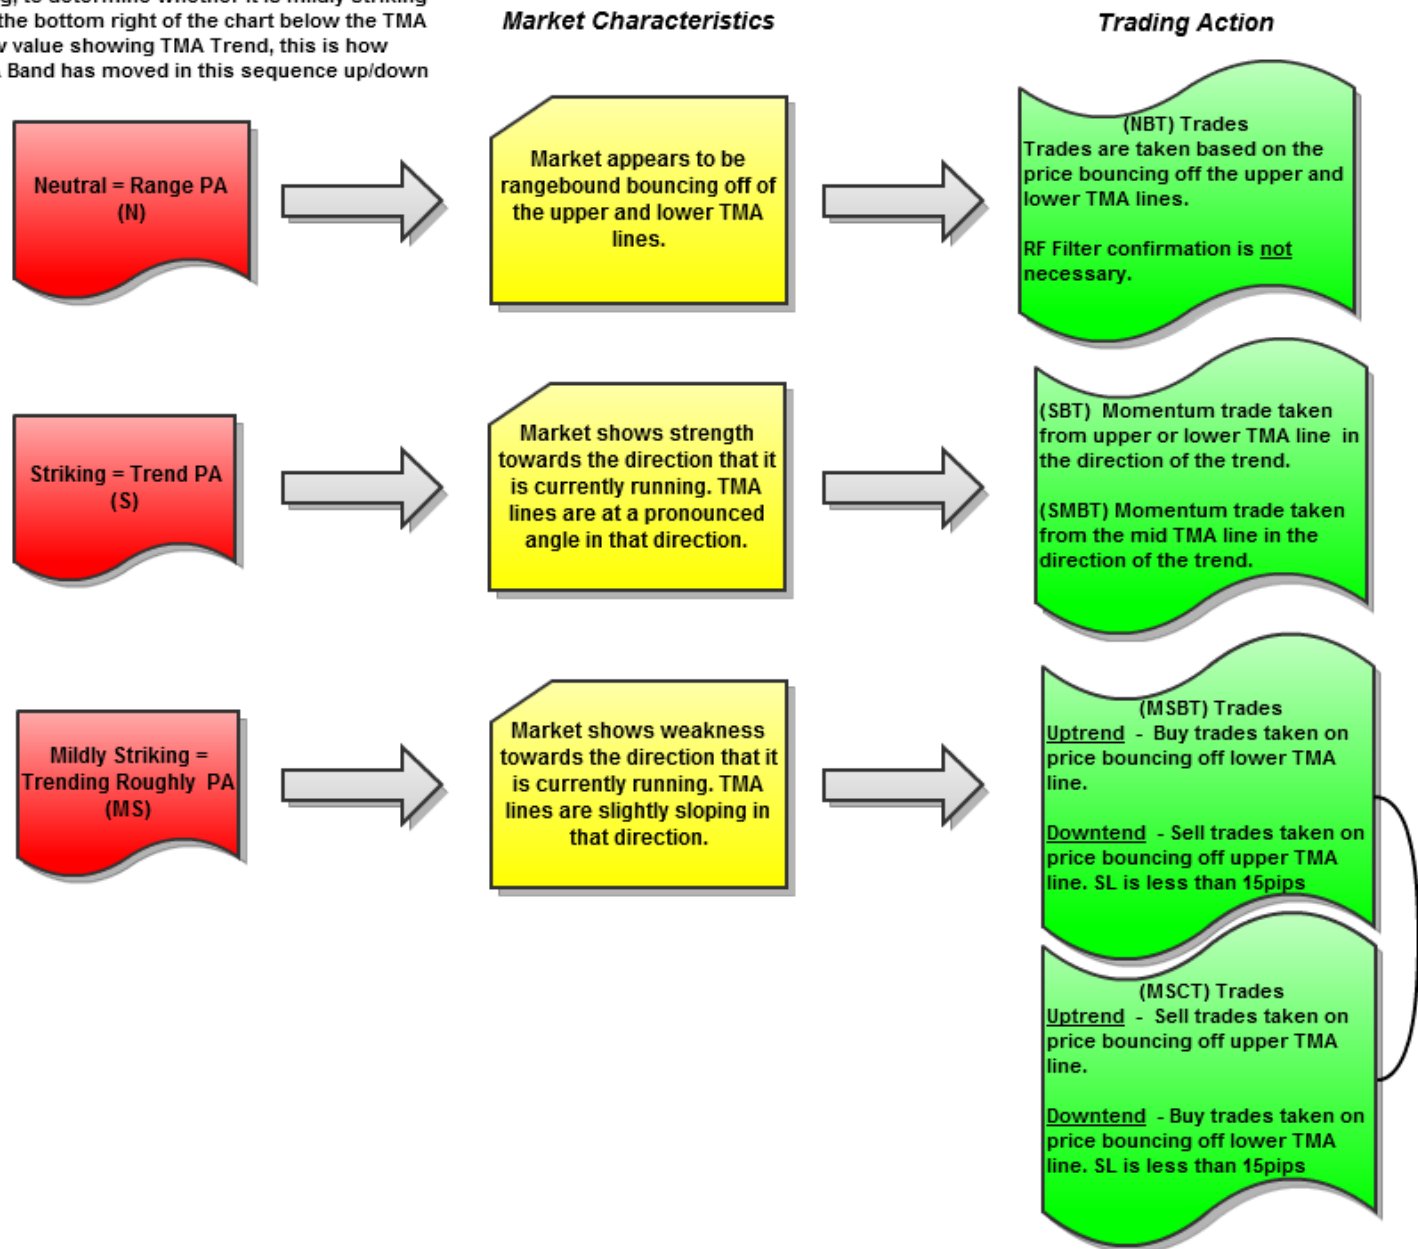 to determine whether it is mildly striking
the bottom right of the chart below the TMA
value showing TMA Trend, this is how
Band has moved in this sequence up/down
Market Characteristics
Trading Action
Neutral = Range PA
(N)
Market appears to be
rangebound bouncing off of
the upper and lower TMA
lines.
(NBT) Trades
Trades are taken based on the
price bouncing off the upper and
lower TMA lines.
RF Filter confirmation is not
necessary.
Striking = Trend PA
(S)
Market shows strength
towards the direction that it
is currently running. TMA
lines are at a pronounced
angle in that direction.
(SBT) Momentum trade taken
from upper or lower TMA line in
the direction of the trend.
(SMBT) Momentum trade taken
from the mid TMA line in the
direction of the trend.
Mildly Striking =
Trending Roughly PA
(MS)
Market shows weakness
towards the direction that it
is currently running. TMA
lines are slightly sloping in
that direction.
(MSBT) Trades
Uptrend - Buy trades taken on
price bouncing off lower TMA
line.
Downtend - Sell trades taken on
price bouncing off upper TMA
line. SL is less than 15pips
(MSCT) Trades
Uptrend - Sell trades taken on
price bouncing off upper TMA
line.
Downtend - Buy trades taken on
price bouncing off lower TMA
line. SL is less than 15pips